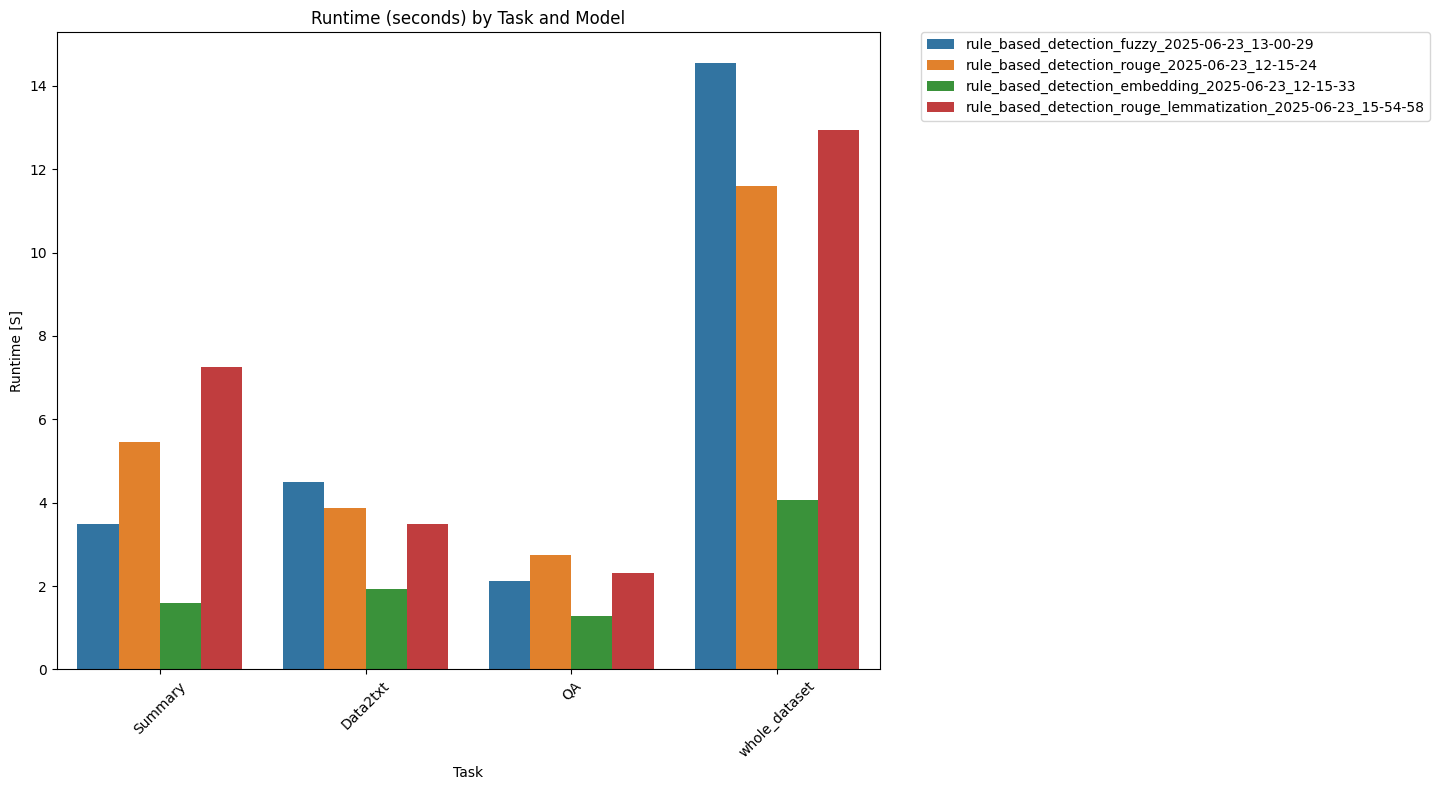 Runtime (seconds) by Task and Model
rule_based_detection_fuzzy_2025-06-23_13-00-29
rule_based_detection_rouge_2025-06-23_12-15-24
rule_based_detection_embedding_2025-06-23_12-15-33
rule_based_detection_rouge_lemmatization_2025-06-23_15-54-58
Runtime [S]
14
12
10
8
6
4
2
0
Summary
Data2txt
QA
whole_dataset
Task